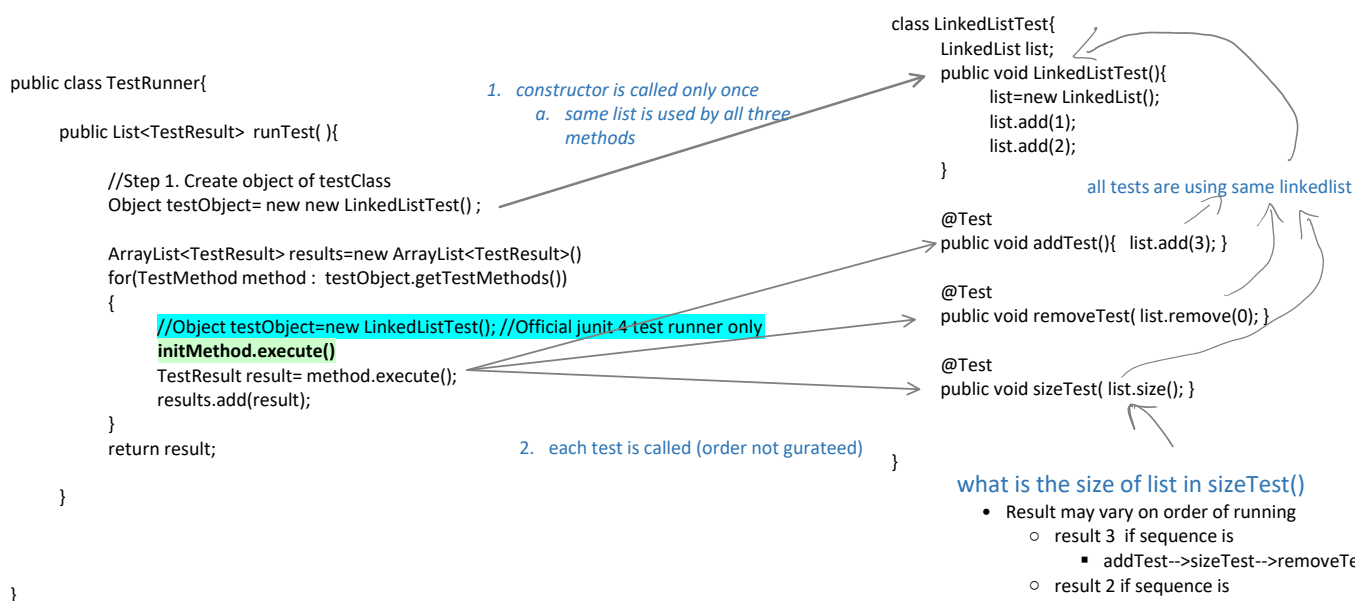 public class TestRunner{
public List<TestResult> runTest( ){
//Step 1. Create object of testClass
Object testObject= new new LinkedListTest() ;
ArrayList<TestResult> results=new ArrayList<TestResult>()
for(TestMethod method : testObject.getTestMethods())
{
//Object testObject=new LinkedListTest(); //Official junit 4 test runner only
initMethod.execute()
TestResult result= method.execute();
results.add(result);
}
return result;
}
}
1. constructor is called only once
a. same list is used by all three
methods
2. each test is called (order not gurateed)
class LinkedListTest{
LinkedList list;
public void LinkedListTest(){
list=new LinkedList();
list.add(1);
list.add(2);
}
all tests are using same linkedlist
@Test
public void addTest(){ list.add(3); }
@Test
public void removeTest( list.remove(0); }
@Test
public void sizeTest( list.size(); }
}
what is the size of list in sizeTest()
• Result may vary on order of running
○ result 3 if sequence is
▪ addTest-->sizeTest-->removeTe
○ result 2 if sequence is